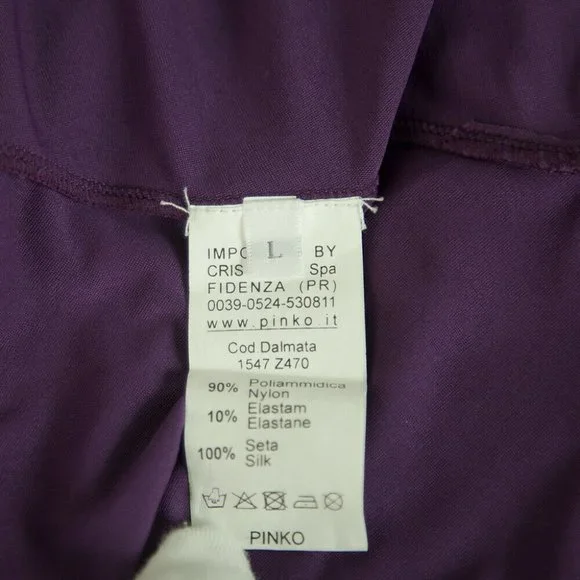 IMPO BY
L
CRIS Spa
FIDENZA (PR)
0039-0524-530811
www.pinko.it
Cod Dalmata
1547 Z470
90% Poliammidica
Nylon
10% Elastam
Elastane
100% Seta
Silk
PINKO